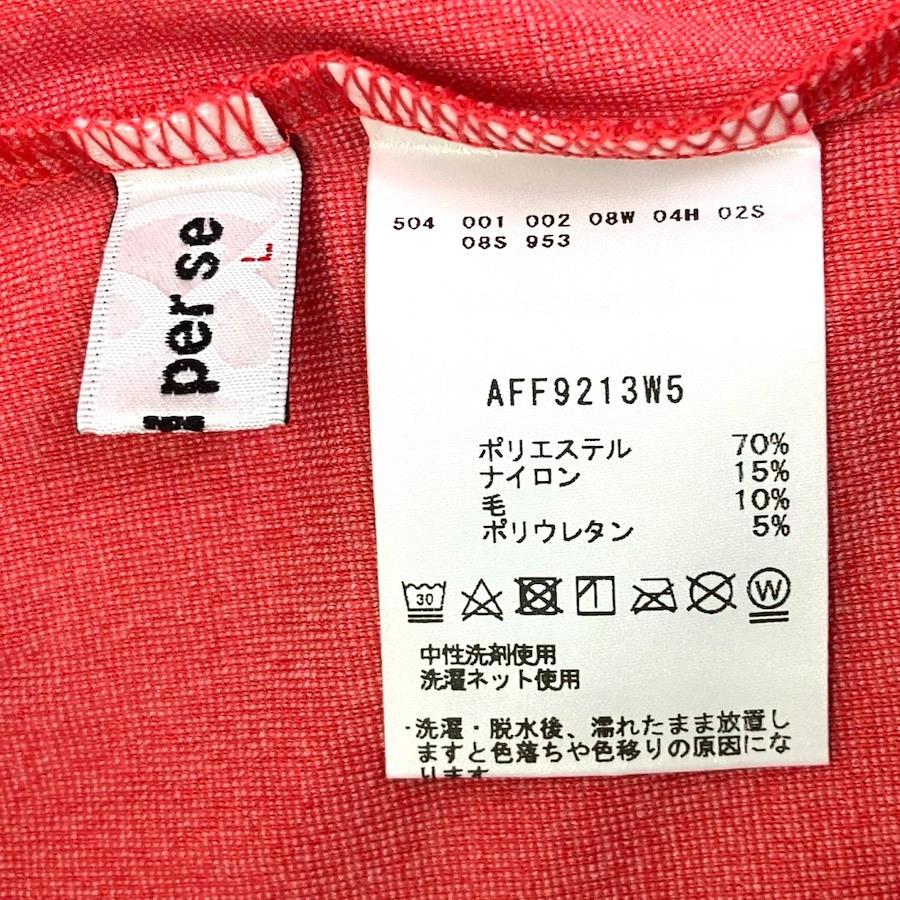 per se
L
504 001 002 08W 04H 02S
08S 953
AFF9213W5
ポリエステル 70%
ナイロン 15%
毛 10%
ポリウレタン 5%
30
W
中性洗剤使用
洗濯ネット使用
・洗濯・脱水後、濡れたまま放置し
ますと色落ちや色移りの原因にな
ります